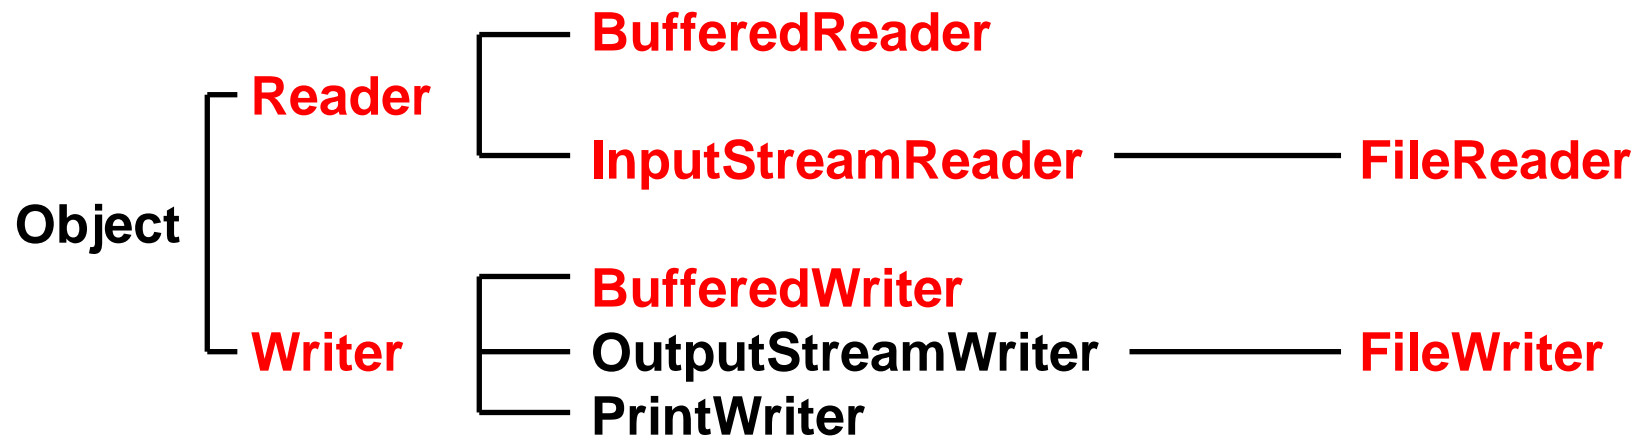 BufferedReader
Reader
InputStreamReader FileReader
Object
BufferedWriter
Writer OutputStreamWriter FileWriter
PrintWriter